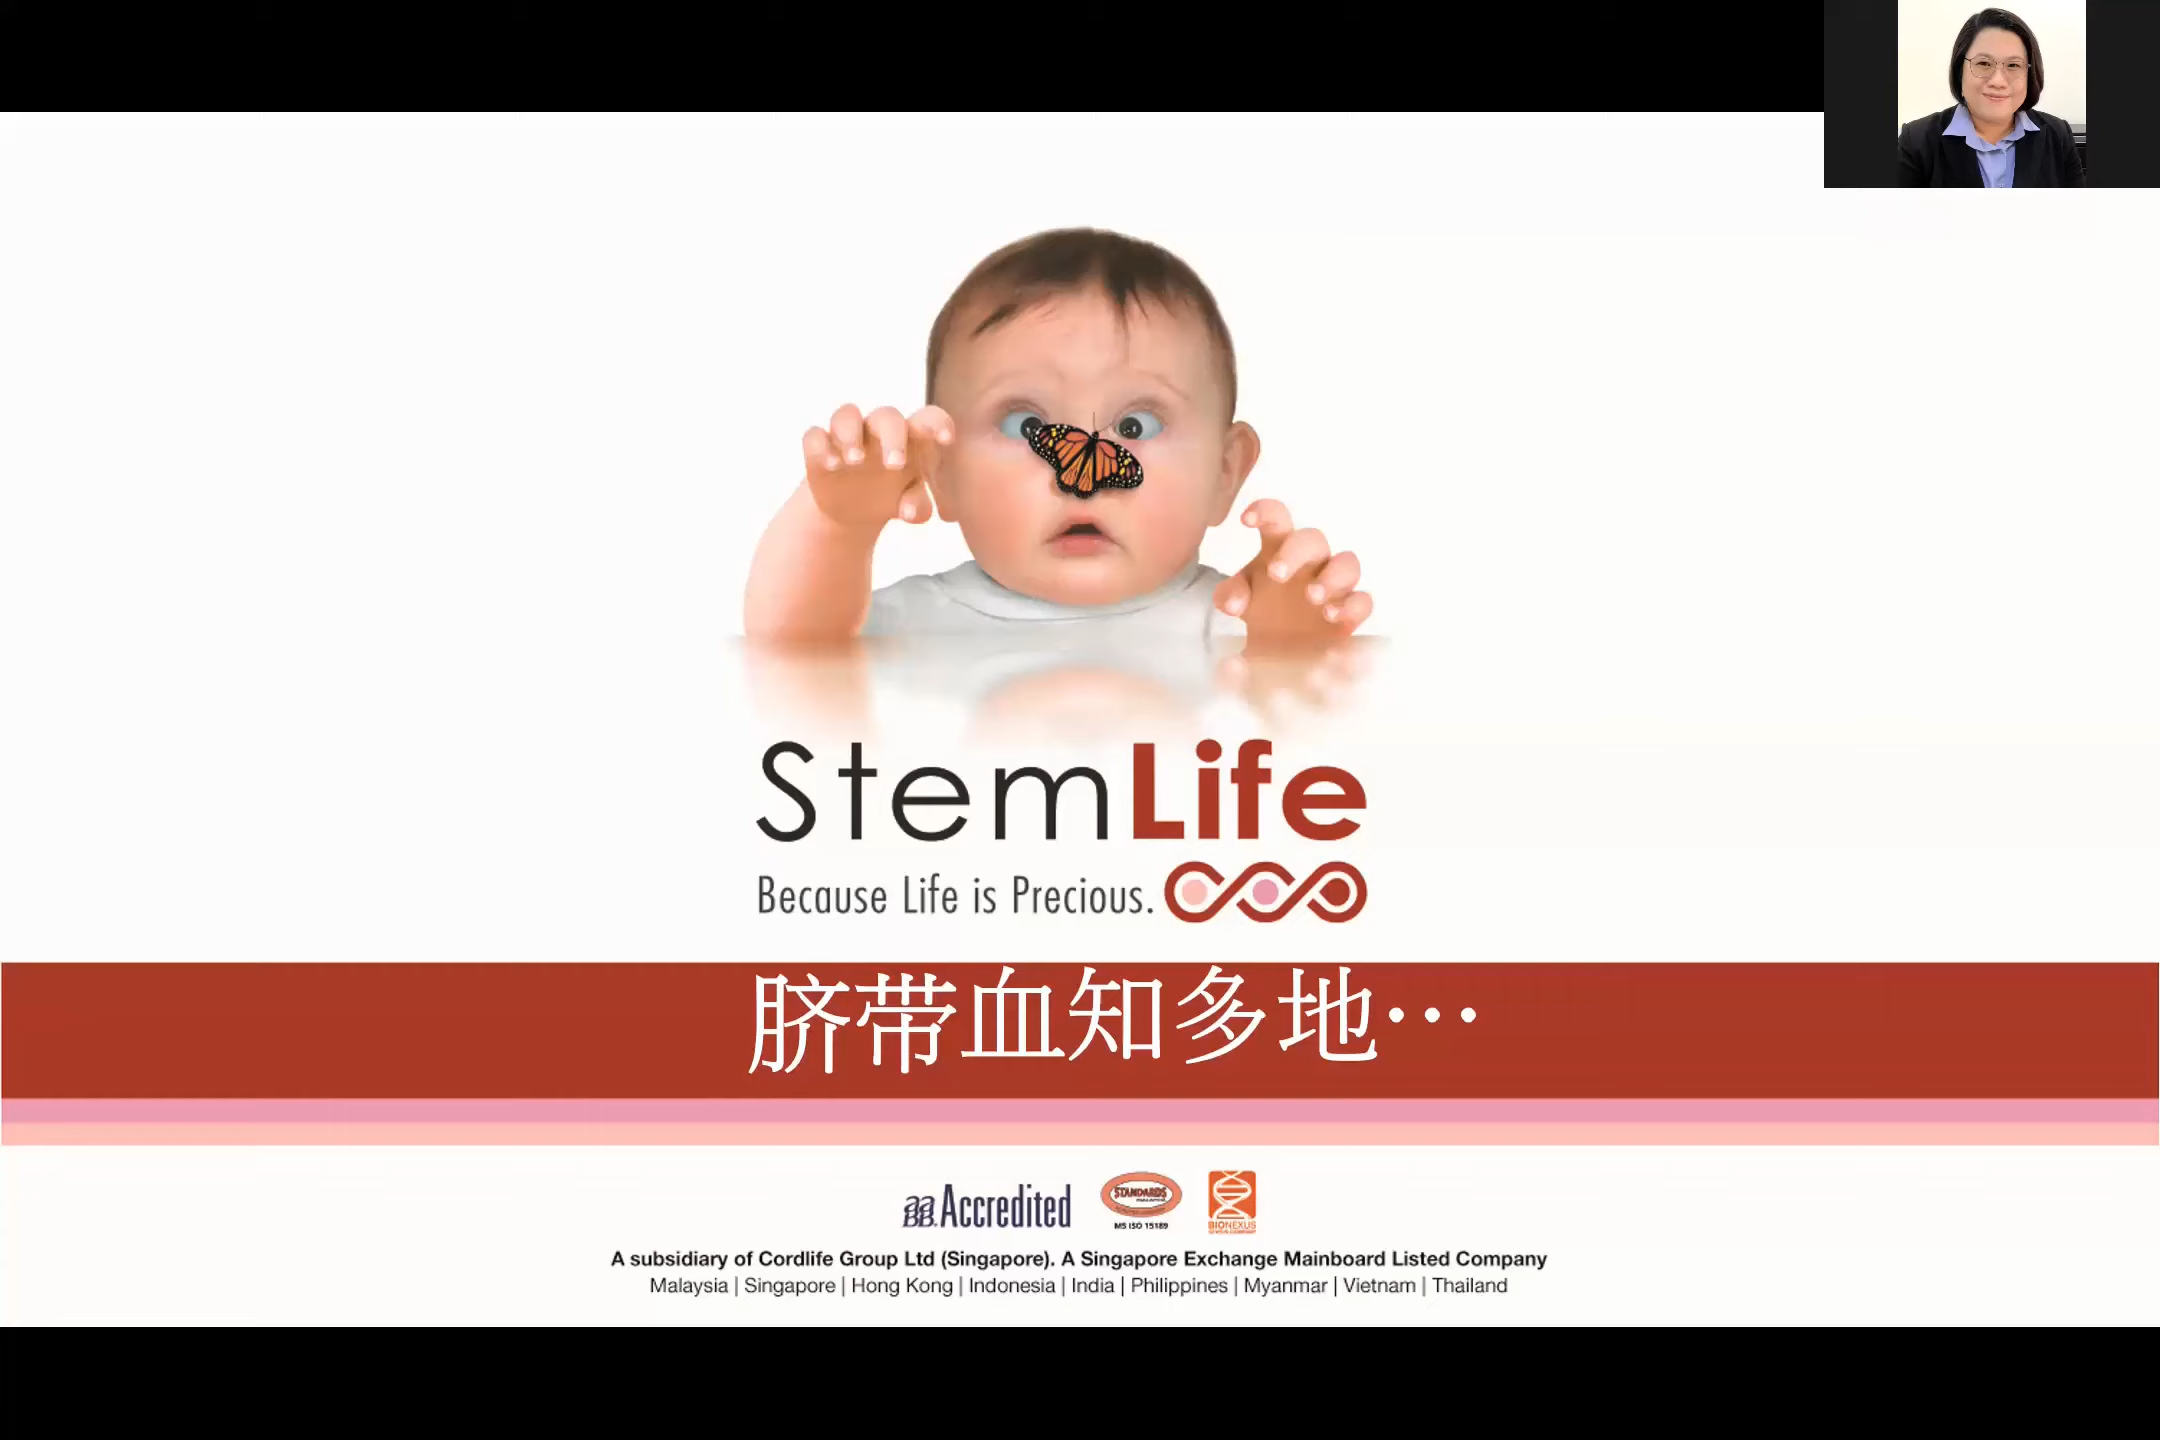 StemLife
Because Life is Precious.
脐带血知多地…
aaBB. Accredited
STANDARDS
MS ISO 15189
BIONEXUS
A subsidiary of Cordlife Group Ltd (Singapore). A Singapore Exchange Mainboard Listed Company
Malaysia | Singapore | Hong Kong | Indonesia | India | Philippines | Myanmar | Vietnam | Thailand